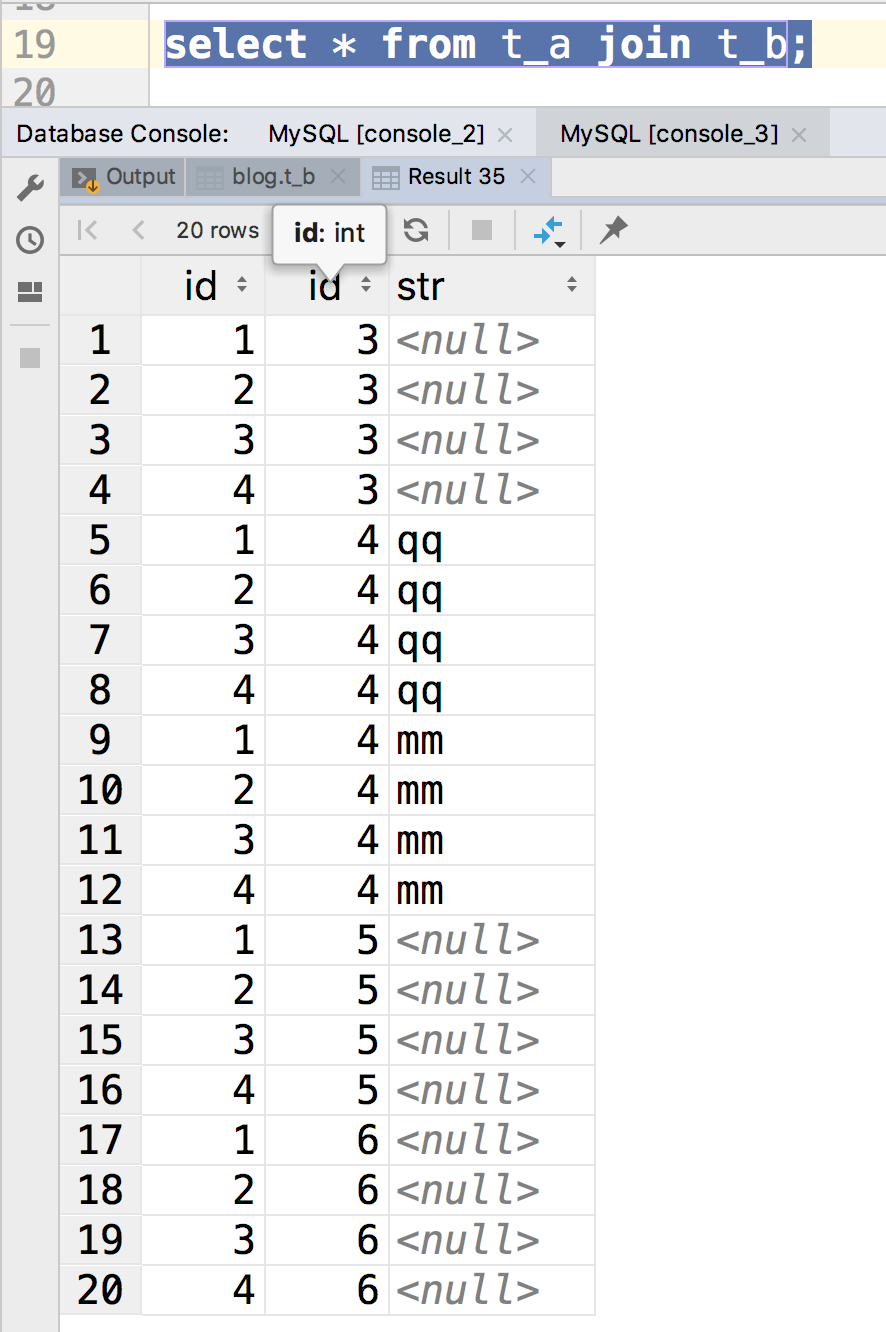 18
19 select * from t_a join t_b;
20
Database Console: MySQL [console_2] MySQL [console_3]
Output blog.t_b Result 35
20 rows id: int
id id str
1 1 3 <null>
2 2 3 <null>
3 3 3 <null>
4 4 3 <null>
5 1 4 qq
6 2 4 qq
7 3 4 qq
8 4 4 qq
9 1 4 mm
10 2 4 mm
11 3 4 mm
12 4 4 mm
13 1 5 <null>
14 2 5 <null>
15 3 5 <null>
16 4 5 <null>
17 1 6 <null>
18 2 6 <null>
19 3 6 <null>
20 4 6 <null>